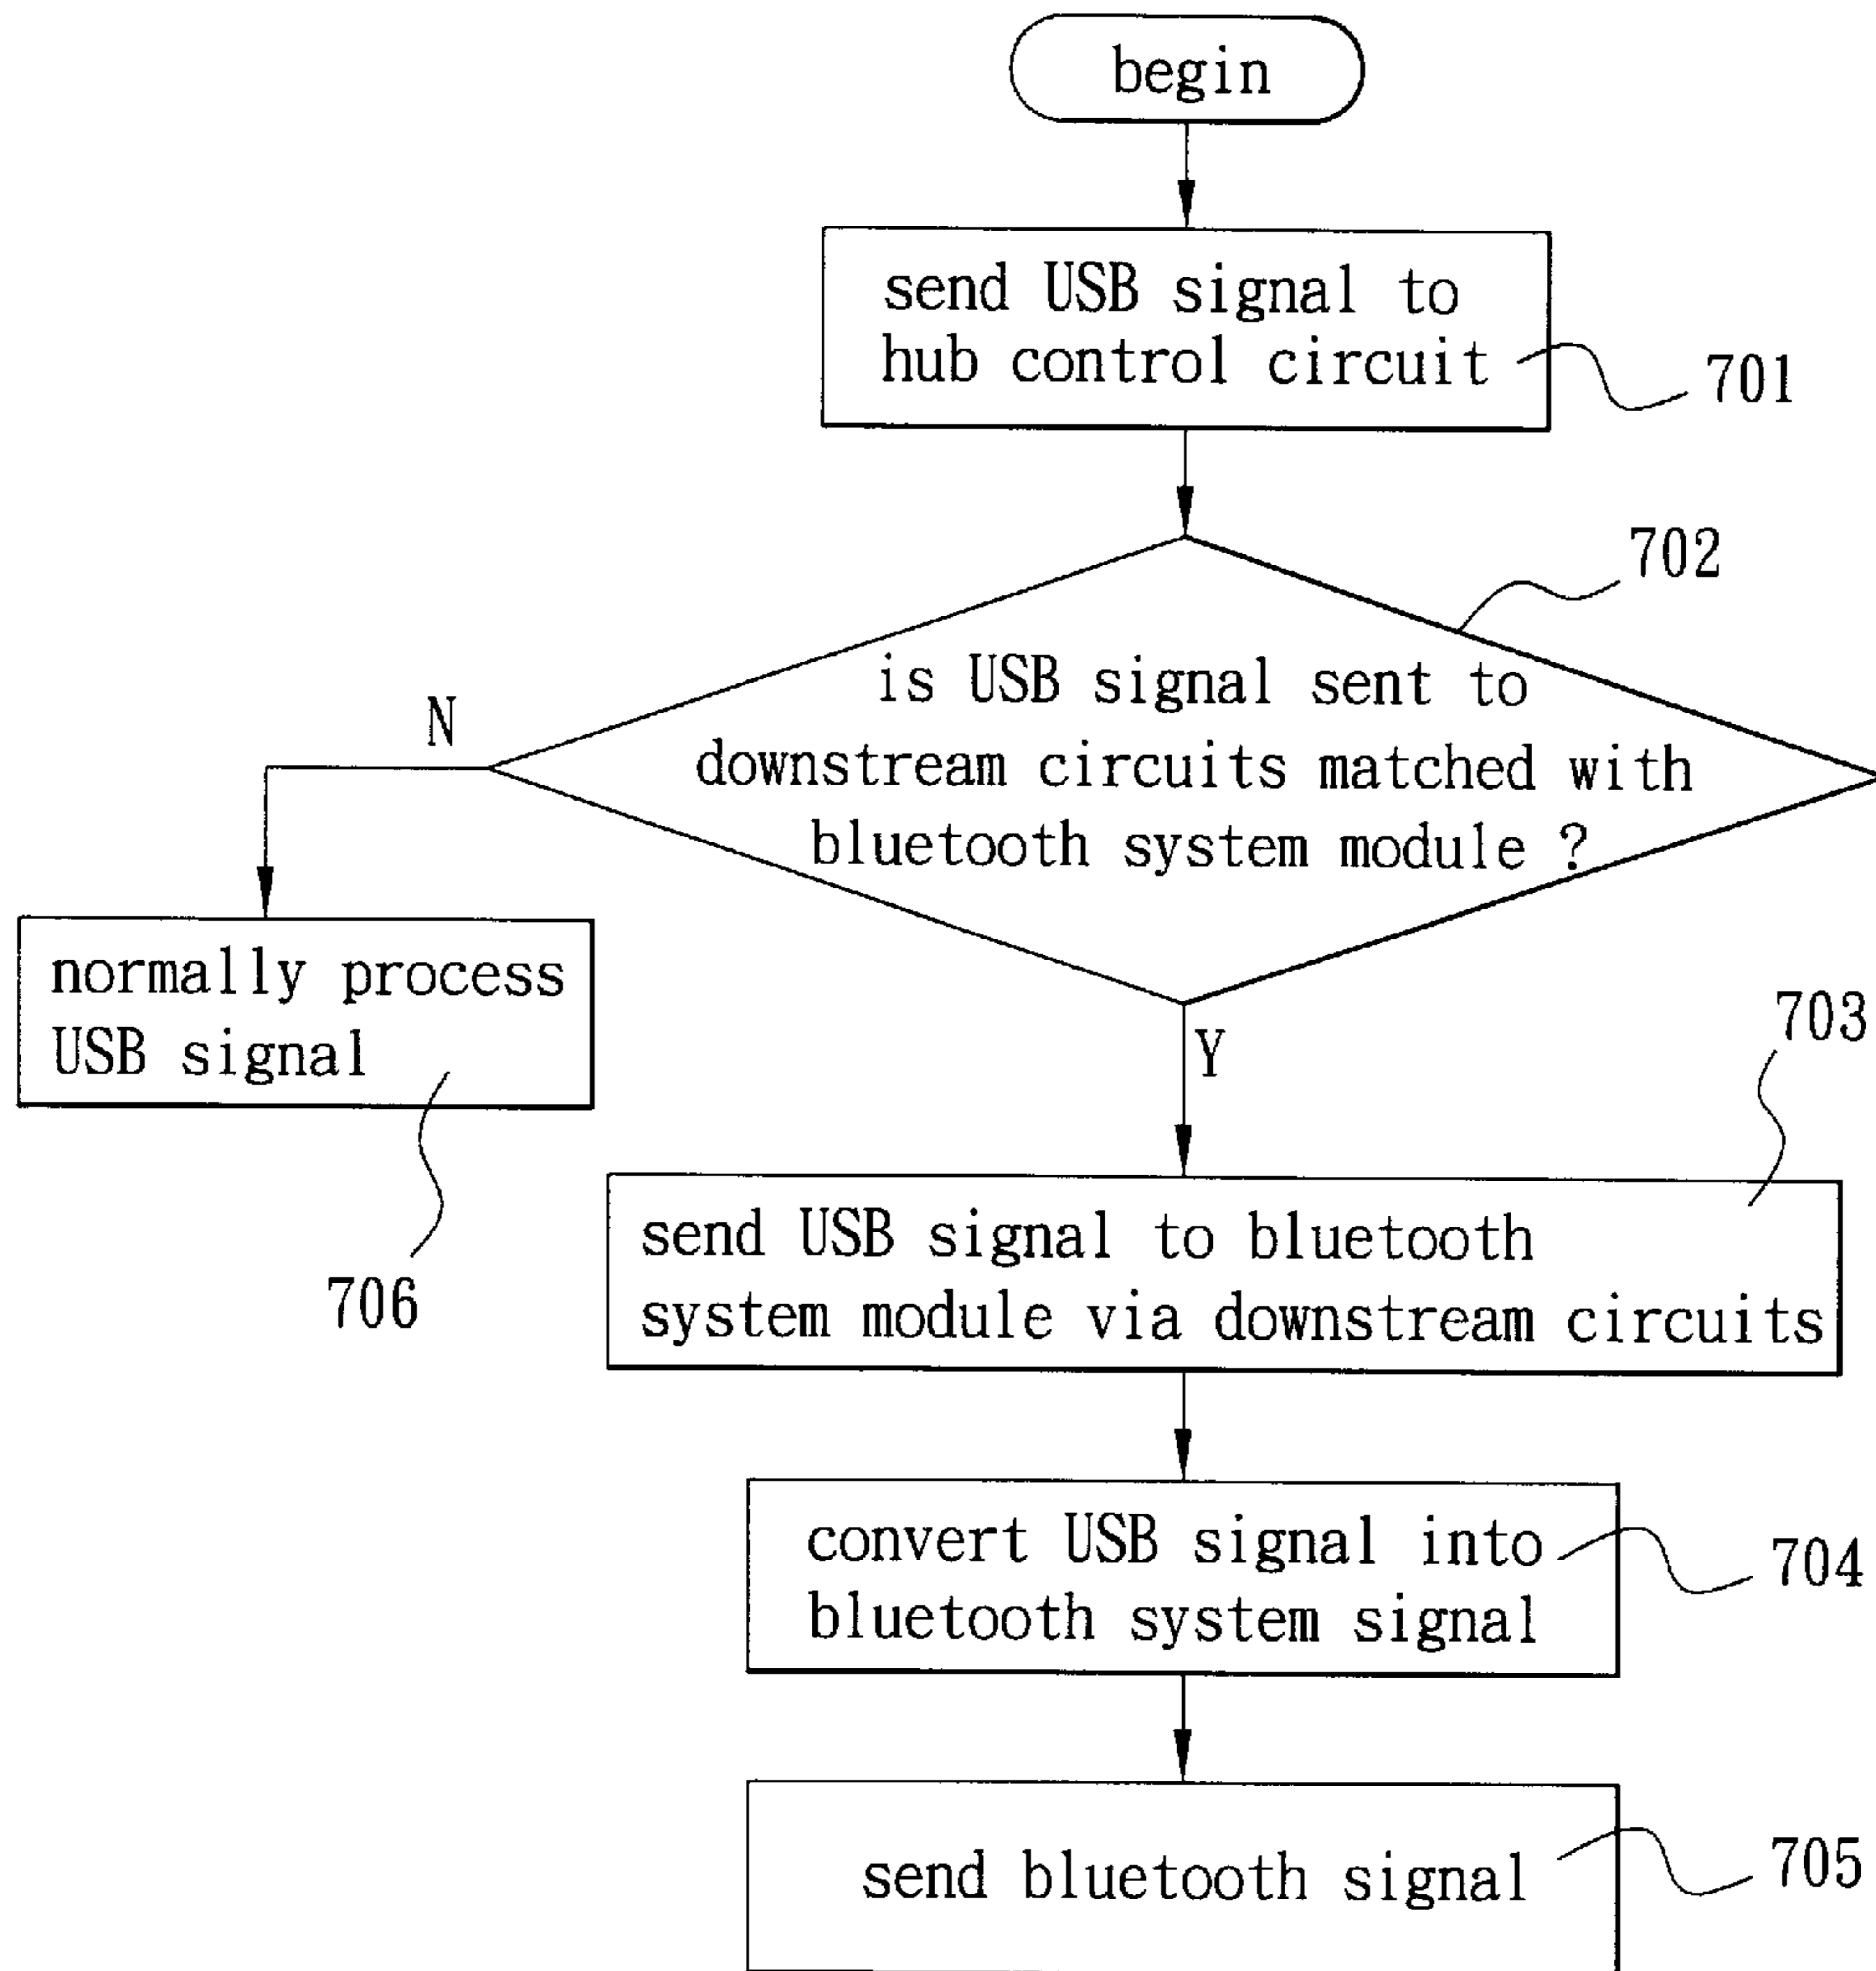 begin
send USB signal to
hub control circuit
701
702
is USB signal sent to
downstream circuits matched with
bluetooth system module ?
N
Y
normally process
USB signal
706
703
send USB signal to bluetooth
system module via downstream circuits
convert USB signal into
bluetooth system signal
704
send bluetooth signal
705